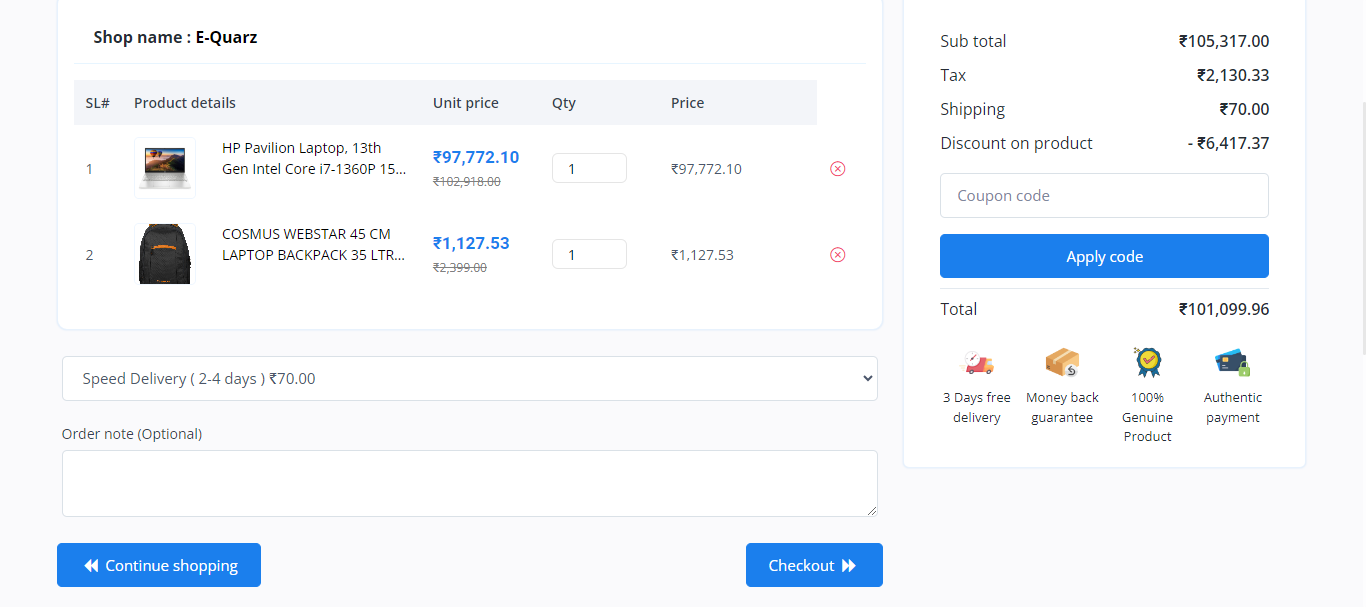 Shop name : E-Quarz
SL# Product details Unit price Qty Price
1 HP Pavilion Laptop, 13th Gen Intel Core i7-1360P 15... ₹97,772.10 ₹102,918.00 1 ₹97,772.10
2 COSMUS WEBSTAR 45 CM LAPTOP BACKPACK 35 LTR... ₹1,127.53 ₹2,399.00 1 ₹1,127.53
Speed Delivery ( 2-4 days ) ₹70.00
Order note (Optional)
Continue shopping
Checkout
Sub total ₹105,317.00
Tax ₹2,130.33
Shipping ₹70.00
Discount on product - ₹6,417.37
Coupon code
Apply code
Total ₹101,099.96
3 Days free
delivery
Money back
guarantee
100%
Genuine
Product
Authentic
payment